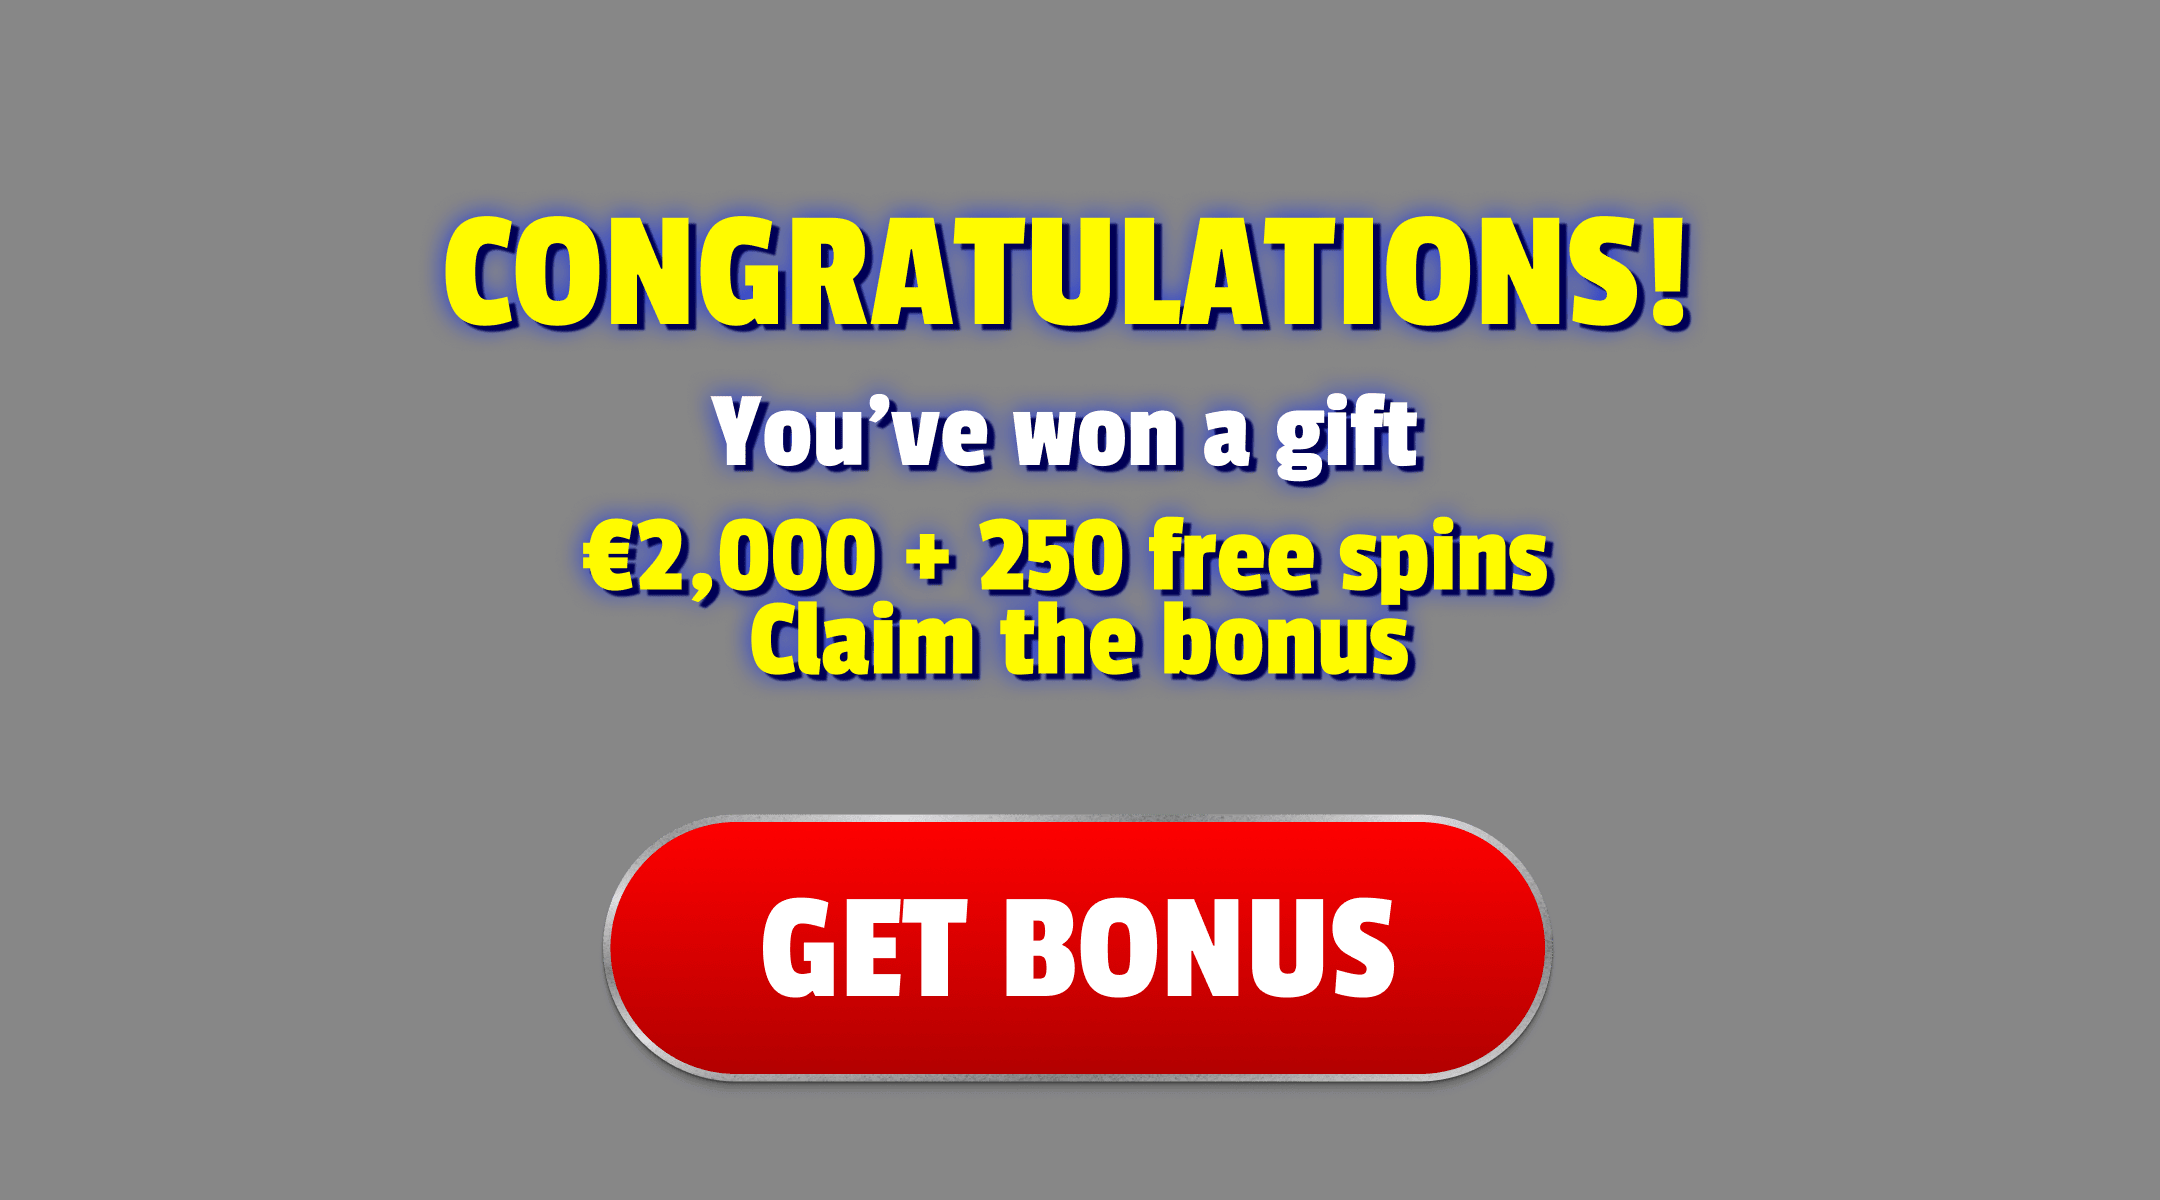 CONGRATULATIONS!
You’ve won a gift
€2,000 + 250 free spins
Claim the bonus
GET BONUS